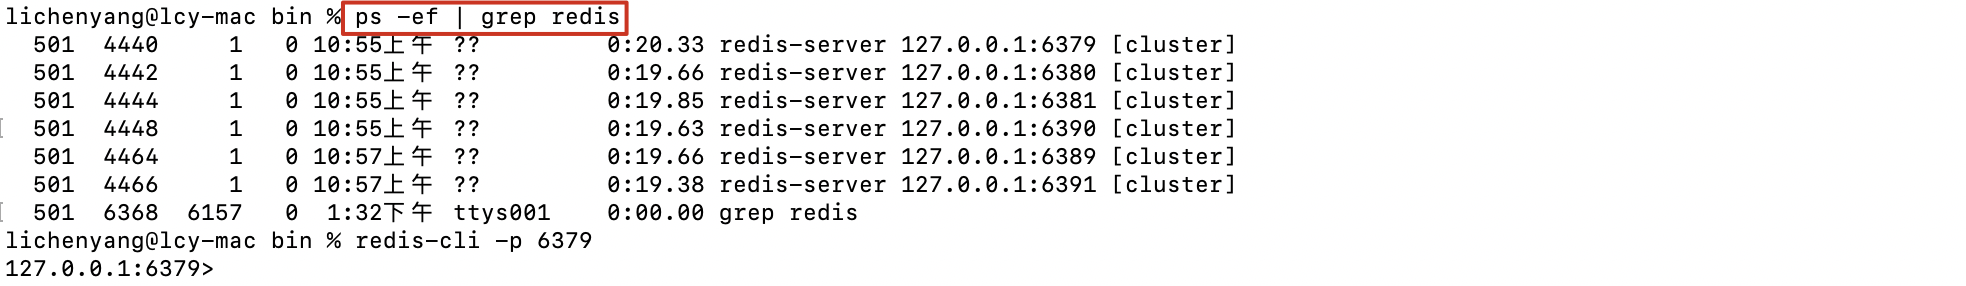 lichenyang@lcy-mac bin % ps -ef | grep redis
  501  4440     1   0 10:55上午 ??         0:20.33 redis-server 127.0.0.1:6379 [cluster]
  501  4442     1   0 10:55上午 ??         0:19.66 redis-server 127.0.0.1:6380 [cluster]
  501  4444     1   0 10:55上午 ??         0:19.85 redis-server 127.0.0.1:6381 [cluster]
[ 501  4448     1   0 10:55上午 ??         0:19.63 redis-server 127.0.0.1:6390 [cluster]
  501  4464     1   0 10:57上午 ??         0:19.66 redis-server 127.0.0.1:6389 [cluster]
  501  4466     1   0 10:57上午 ??         0:19.38 redis-server 127.0.0.1:6391 [cluster]
[ 501  6368  6157   0  1:32下午 ttys001    0:00.00 grep redis
lichenyang@lcy-mac bin % redis-cli -p 6379
127.0.0.1:6379>